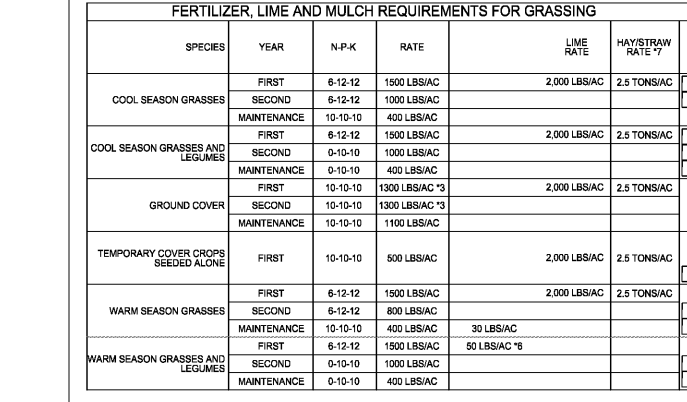 FERTILIZER, LIME AND MULCH REQUIREMENTS FOR GRASSING
SPECIES YEAR N-P-K RATE LIME RATE HAY/STRAW RATE *7
COOL SEASON GRASSES
FIRST 6-12-12 1500 LBS/AC 2,000 LBS/AC 2.5 TONS/AC
SECOND 6-12-12 1000 LBS/AC
MAINTENANCE 10-10-10 400 LBS/AC
COOL SEASON GRASSES AND LEGUMES
FIRST 6-12-12 1500 LBS/AC 2,000 LBS/AC 2.5 TONS/AC
SECOND 0-10-10 1000 LBS/AC
MAINTENANCE 0-10-10 400 LBS/AC
GROUND COVER
FIRST 10-10-10 1300 LBS/AC *3 2,000 LBS/AC 2.5 TONS/AC
SECOND 10-10-10 1300 LBS/AC *3
MAINTENANCE 10-10-10 1100 LBS/AC
TEMPORARY COVER CROPS SEEDED ALONE
FIRST 10-10-10 500 LBS/AC 2,000 LBS/AC 2.5 TONS/AC
WARM SEASON GRASSES
FIRST 6-12-12 1500 LBS/AC 2,000 LBS/AC 2.5 TONS/AC
SECOND 6-12-12 800 LBS/AC
MAINTENANCE 10-10-10 400 LBS/AC 30 LBS/AC
WARM SEASON GRASSES AND LEGUMES
FIRST 6-12-12 1500 LBS/AC 50 LBS/AC *6
SECOND 0-10-10 1000 LBS/AC
MAINTENANCE 0-10-10 400 LBS/AC